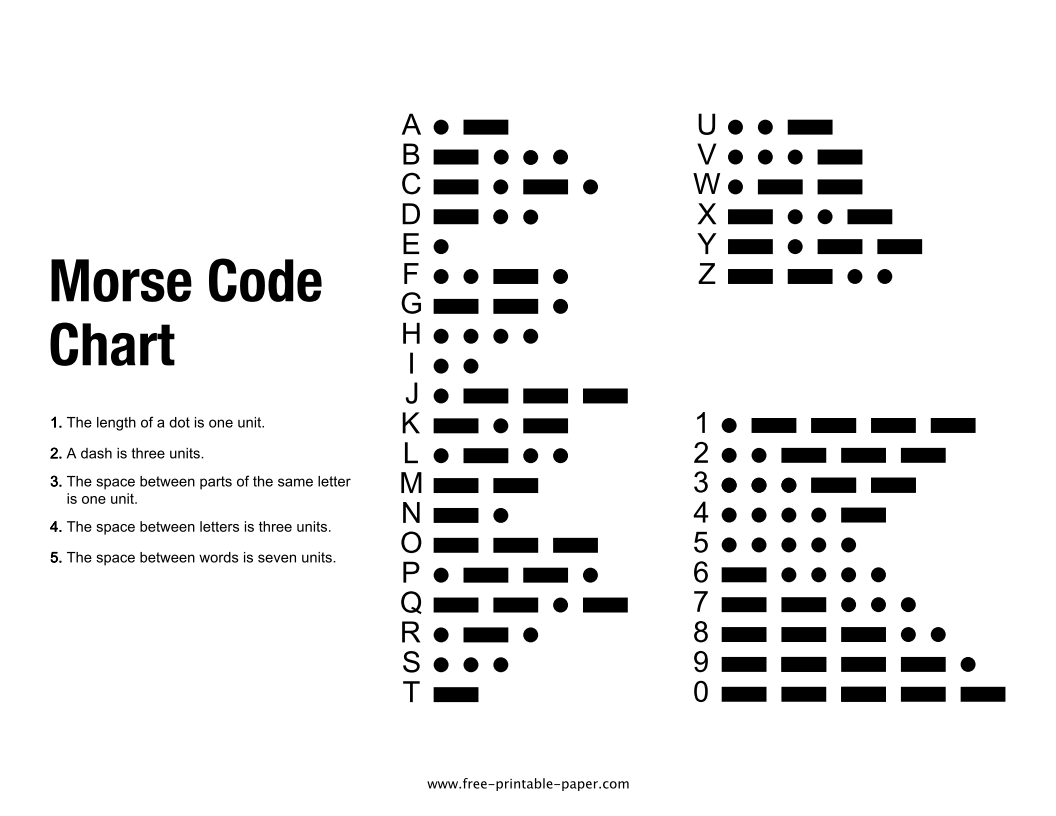 Morse Code
Chart
1. The length of a dot is one unit.
2. A dash is three units.
3. The space between parts of the same letter
is one unit.
4. The space between letters is three units.
5. The space between words is seven units.
A
B
C
D
E
F
G
H
I
J
K
L
M
N
O
P
Q
R
S
T
U
V
W
X
Y
Z
1
2
3
4
5
6
7
8
9
0
www.free-printable-paper.com